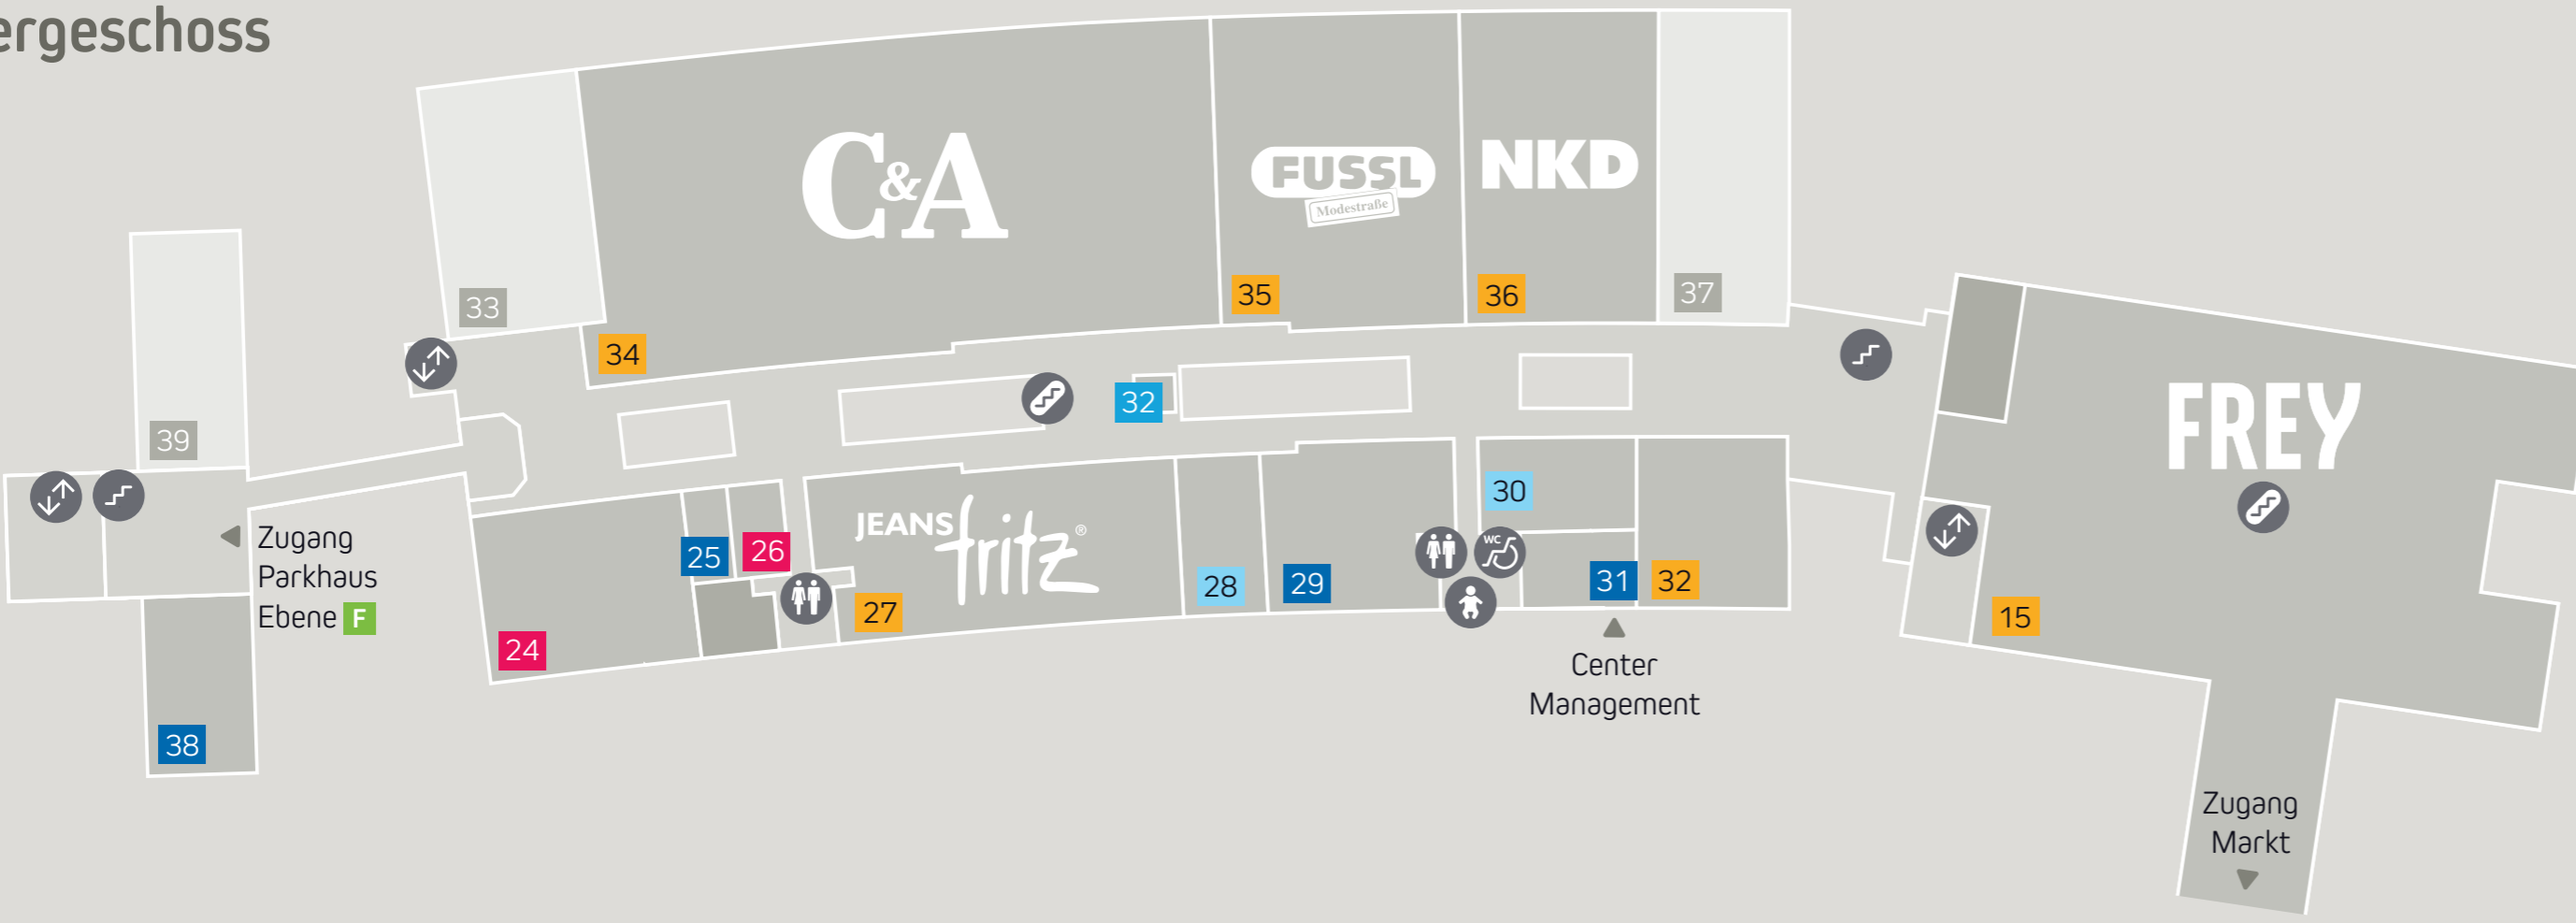 ergeschoss
C&A
FUSSL
Modestraße
NKD
33
34
35
36
37
39
32
FREY
30
JEANS fritz®
25
26
28
29
31
32
27
24
15
WC
Zugang
Parkhaus
Ebene F
38
Center
Management
Zugang
Markt